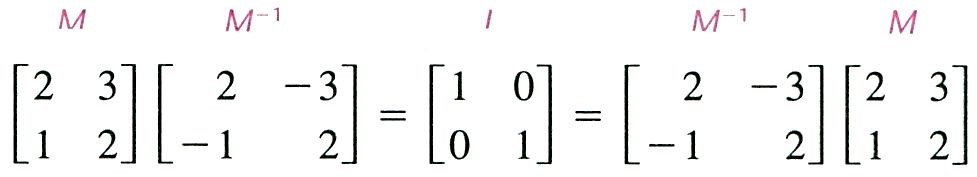 M M⁻¹ I M⁻¹ M
[2 3] [2 −3] = [1 0] = [2 −3] [2 3]
[1 2] [−1 2] [0 1] [−1 2] [1 2]